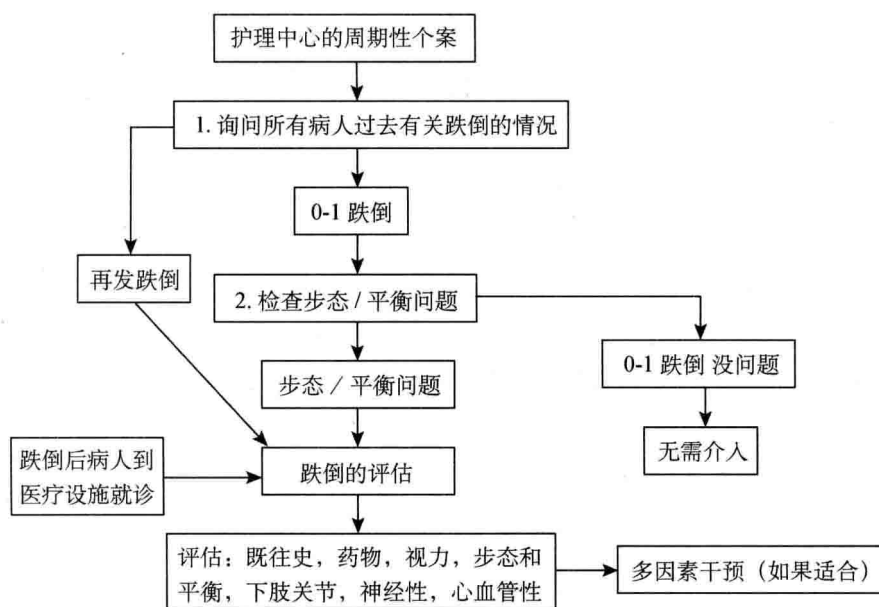 护理中心的周期性个案
1. 询问所有病人过去有关跌倒的情况
0-1 跌倒
再发跌倒
2. 检查步态 / 平衡问题
0-1 跌倒 没问题
步态 / 平衡问题
无需介入
跌倒后病人到
医疗设施就诊
跌倒的评估
评估：既往史，药物，视力，步态和
平衡，下肢关节，神经性，心血管性
多因素干预（如果适合）